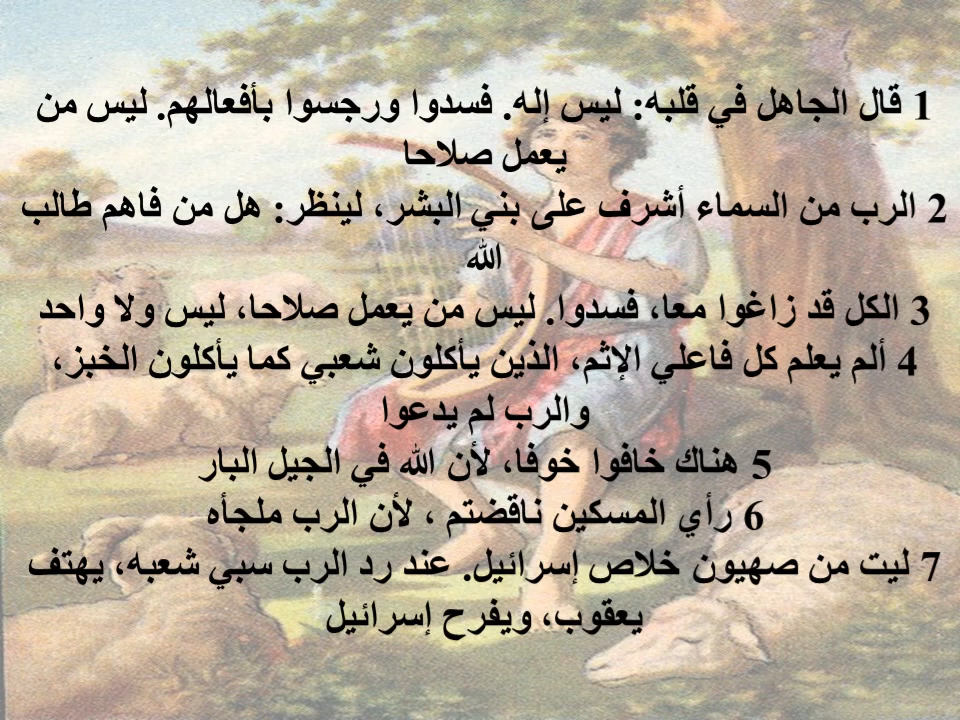 1 قال الجاهل في قلبه: ليس إله. فسدوا ورجسوا بأفعالهم. ليس من
يعمل صلاحا
2 الرب من السماء أشرف على بني البشر، لينظر: هل من فاهم طالب
الله
3 الكل قد زاغوا معا، فسدوا. ليس من يعمل صلاحا، ليس ولا واحد
4 ألم يعلم كل فاعلي الإثم، الذين يأكلون شعبي كما يأكلون الخبز،
والرب لم يدعوا
5 هناك خافوا خوفا، لأن الله في الجيل البار
6 رأي المسكين ناقضتم ، لأن الرب ملجأه
7 ليت من صهيون خلاص إسرائيل. عند رد الرب سبي شعبه، يهتف
يعقوب، ويفرح إسرائيل